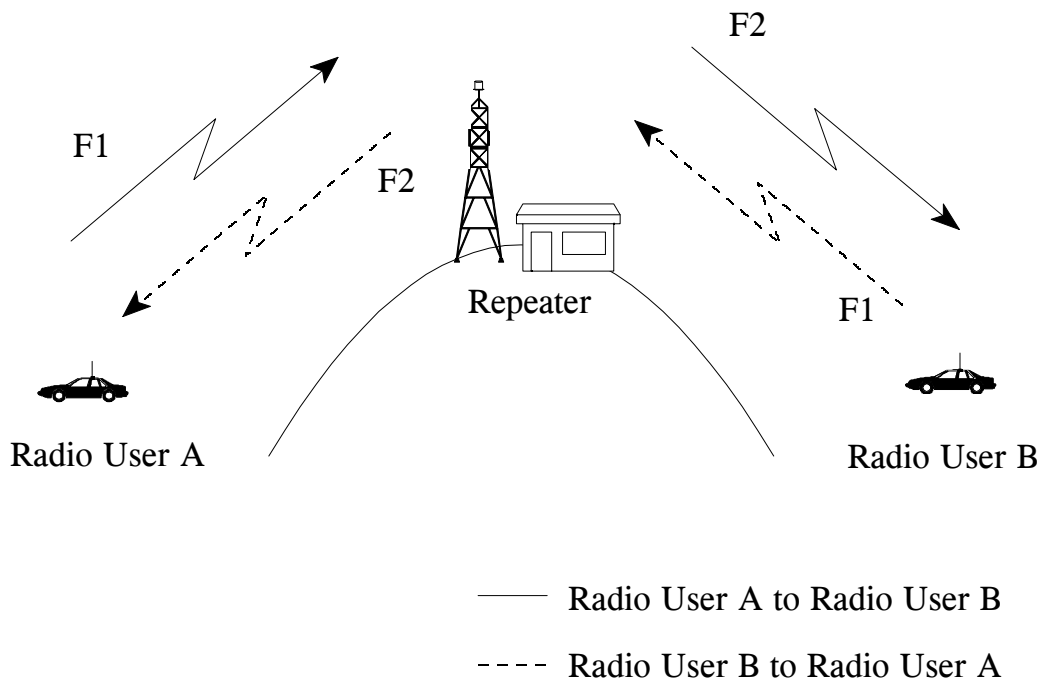 F2
F1
F2
Repeater
F1
Radio User A
Radio User B
Radio User A to Radio User B
Radio User B to Radio User A